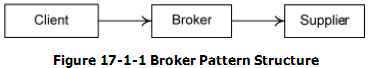 Client Broker Supplier
Figure 17-1-1 Broker Pattern Structure